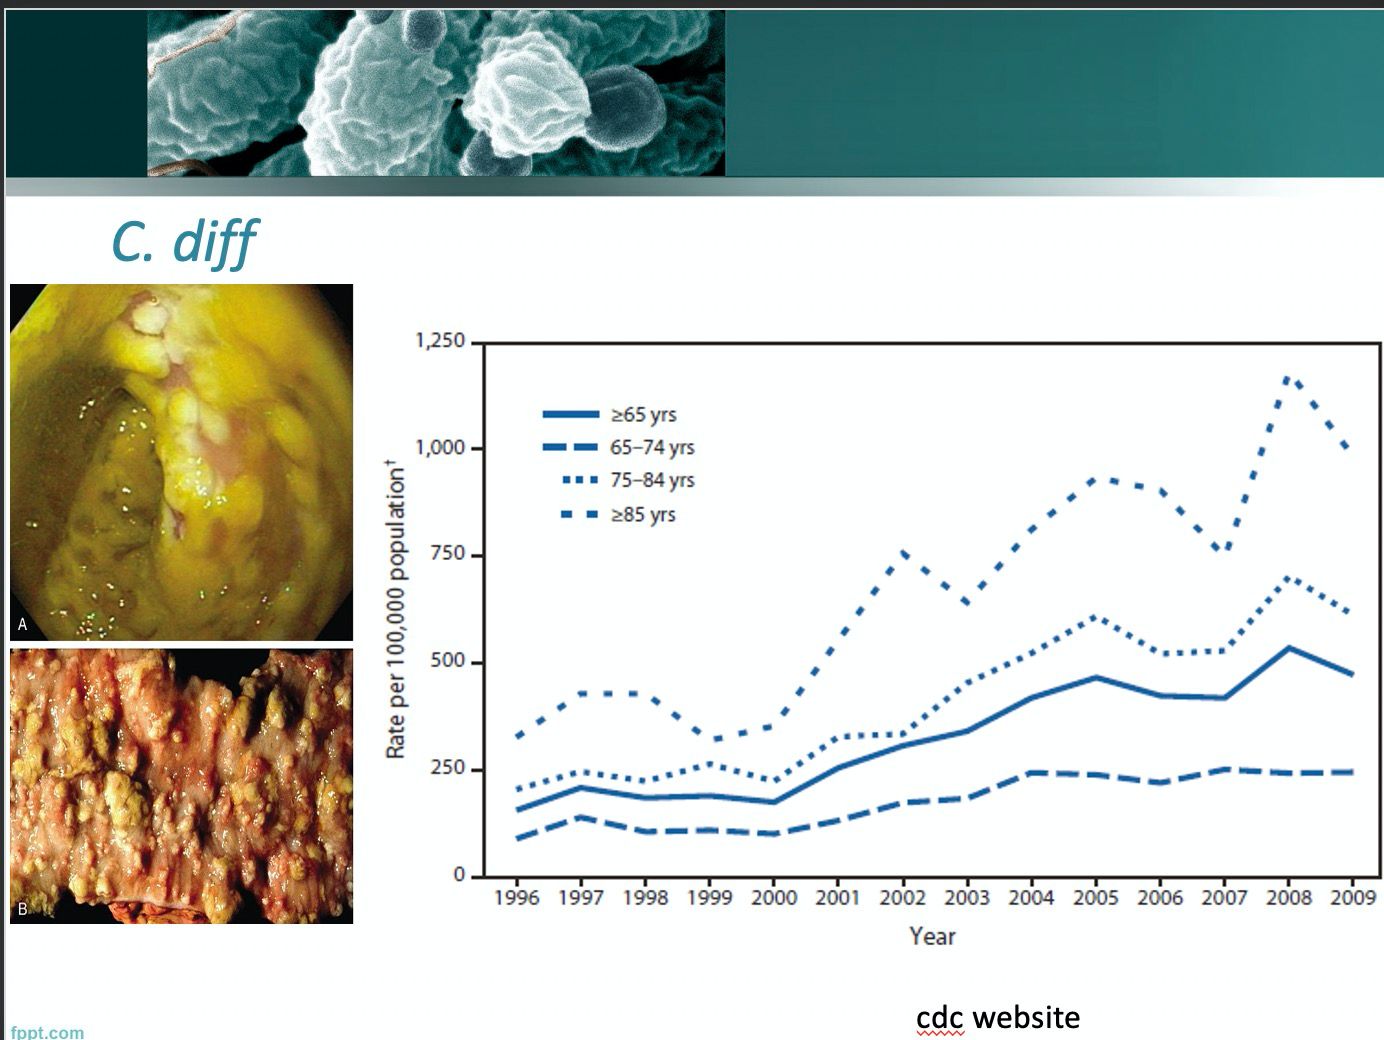 C. diff
A
B
1,250
1,000
750
500
250
0
Rate per 100,000 population†
≥65 yrs
65–74 yrs
75–84 yrs
≥85 yrs
1996 1997 1998 1999 2000 2001 2002 2003 2004 2005 2006 2007 2008 2009
Year
cdc website
fppt.com